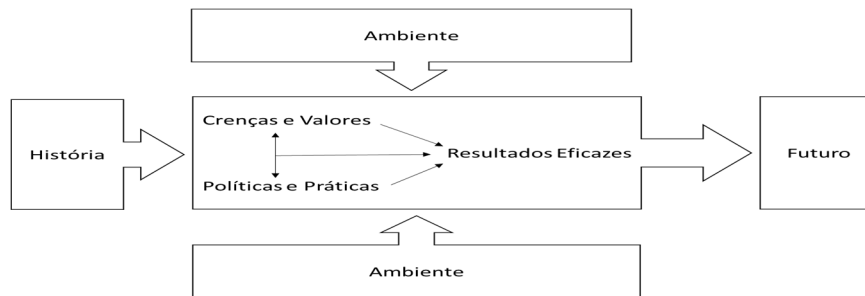 Ambiente
História
Crenças e Valores
Resultados Eficazes
Políticas e Práticas
Futuro
Ambiente